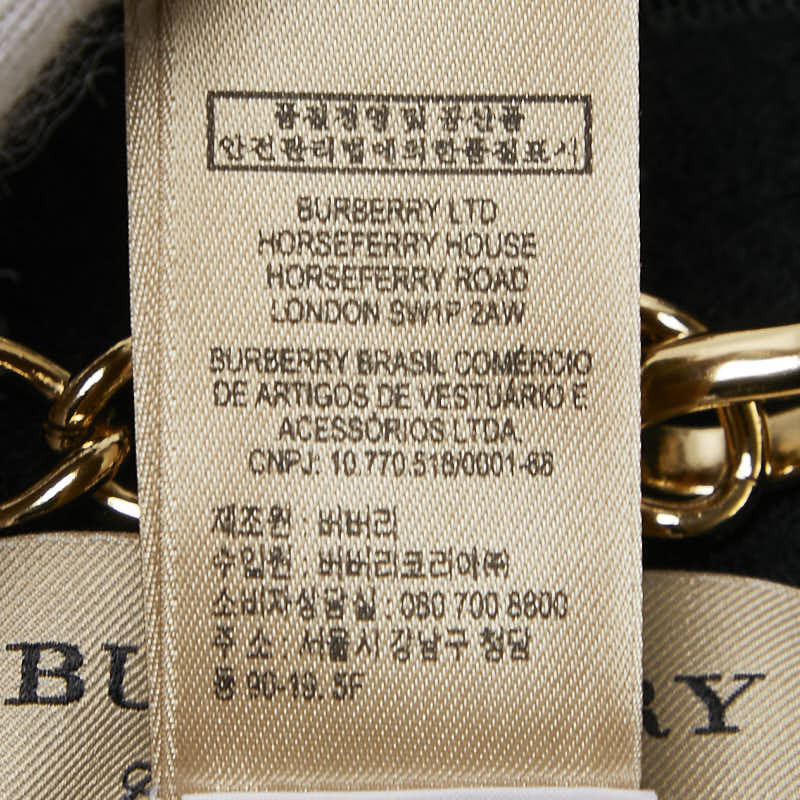 품질경영 및 공산품
안전관리법에의한품질표시
BURBERRY LTD
HORSEFERRY HOUSE
HORSEFERRY ROAD
LONDON SW1P 2AW
BURBERRY BRASIL COMÉRCIO
DE ARTIGOS DE VESTUÁRIO E
ACESSÓRIOS LTDA.
CNPJ: 10.770.518/0001-66
제조원 : 버버리
수입원 : 버버리코리아㈜
소비자상담실 : 080 700 8800
주 소 : 서울시 강남구 청담
동 90-19. 5F